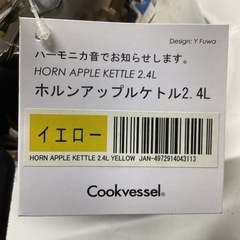 Design: Y Fuwa
ハーモニカ音でお知らせします。
HORN APPLE KETTLE 2.4L
ホルンアップルケトル2.4L
イエロー
HORN APPLE KETTLE 2.4L YELLOW JAN-4972914043113
Cookvessel®